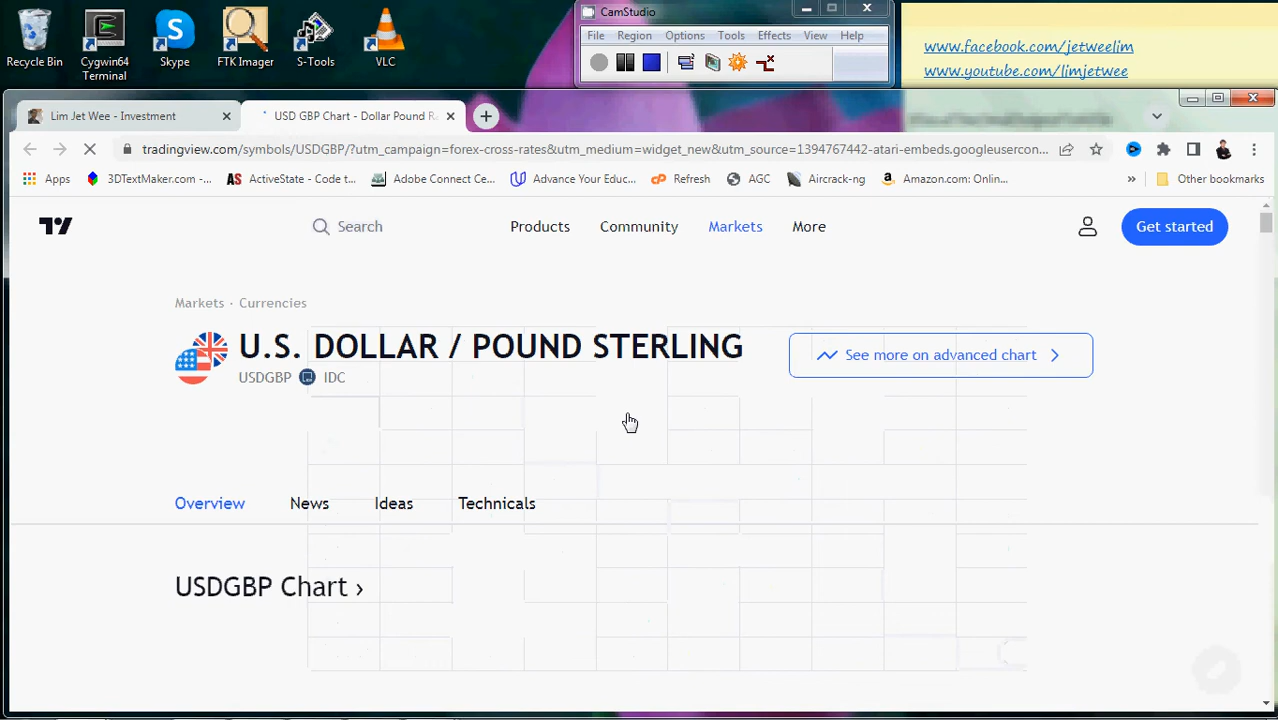 Recycle Bin
Cygwin64 Terminal
Skype
FTK Imager
S-Tools
VLC
CamStudio
File Region Options Tools Effects View Help
www.facebook.com/jetweelim
www.youtube.com/limjetwee
Lim Jet Wee - Investment
USD GBP Chart - Dollar Pound R
tradingview.com/symbols/USDGBP/?utm_campaign=forex-cross-rates&utm_medium=widget_new&utm_source=1394767442-atari-embeds.googleusercon...
Apps 3DTextMaker.com -... ActiveState - Code t... Adobe Connect Ce... Advance Your Educ... Refresh AGC Aircrack-ng Amazon.com: Onlin... » Other bookmarks
Search Products Community Markets More Get started
Markets · Currencies
U.S. DOLLAR / POUND STERLING
See more on advanced chart
USDGBP IDC
Overview News Ideas Technicals
USDGBP Chart ›